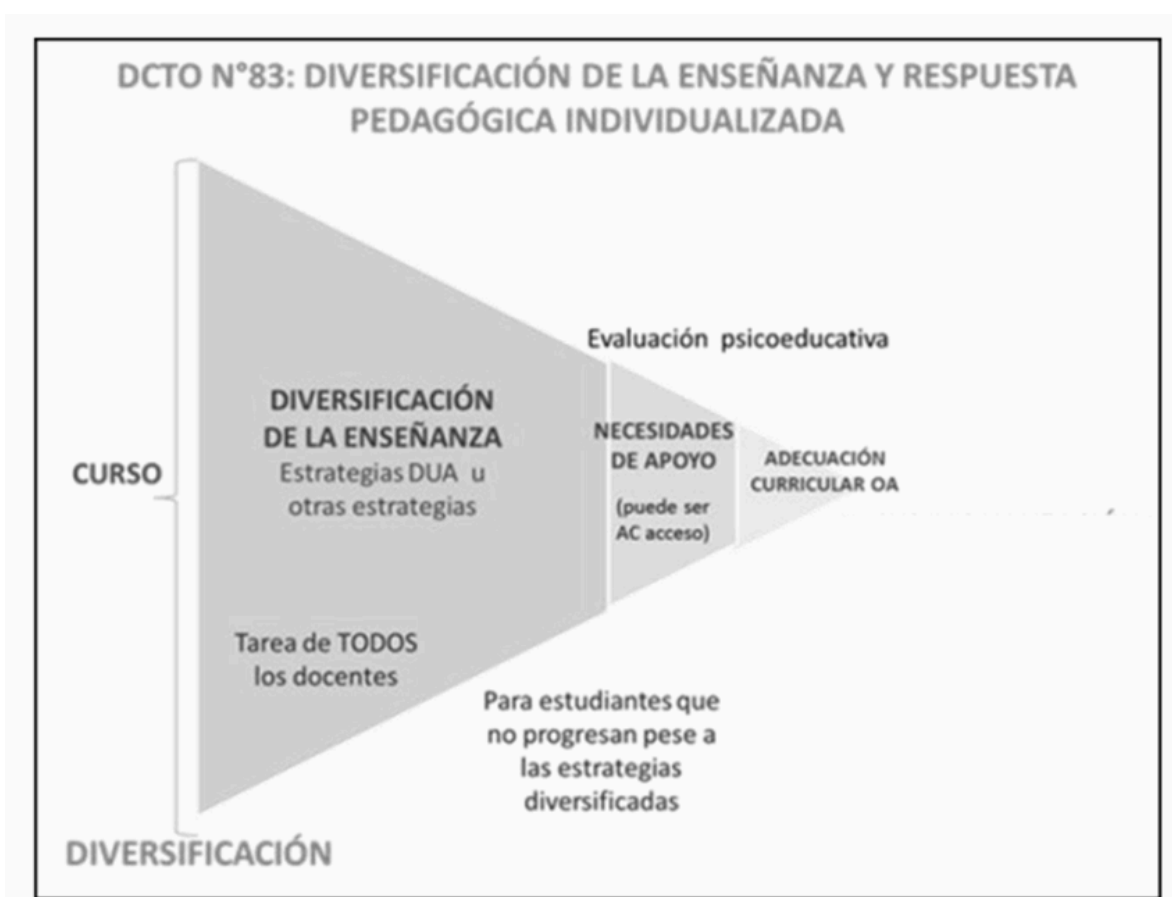 DCTO N°83: DIVERSIFICACIÓN DE LA ENSEÑANZA Y RESPUESTA
PEDAGÓGICA INDIVIDUALIZADA
Evaluación psicoeducativa
DIVERSIFICACIÓN
DE LA ENSEÑANZA
Estrategias DUA u
otras estrategias
NECESIDADES
DE APOYO
(puede ser
AC acceso)
ADECUACIÓN
CURRICULAR OA
CURSO
Tarea de TODOS
los docentes
Para estudiantes que
no progresan pese a
las estrategias
diversificadas
DIVERSIFICACIÓN